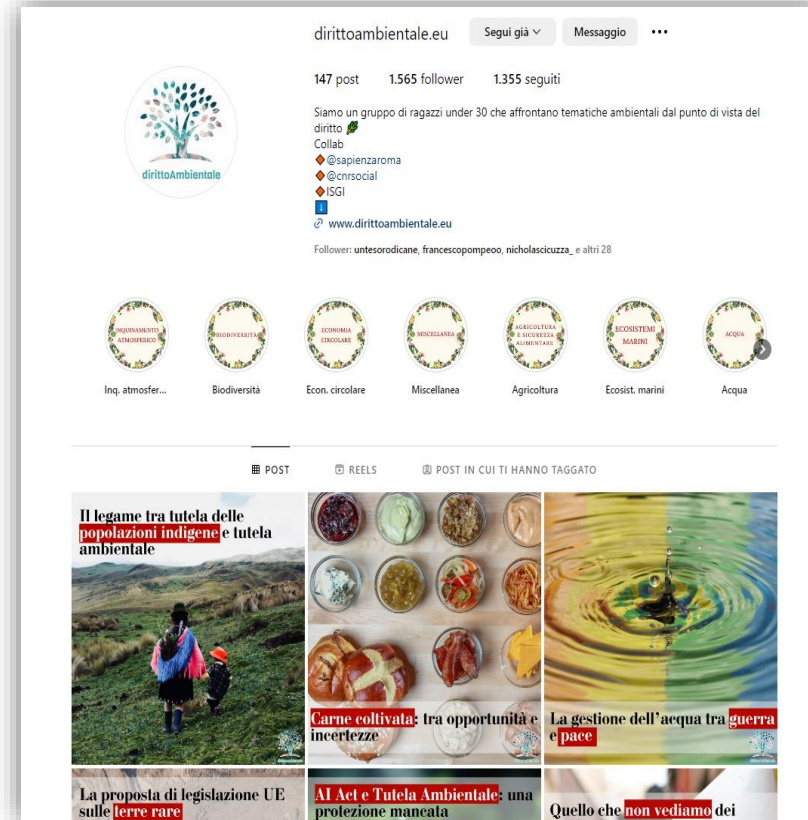 dirittoambientale.eu Segui già Messaggio
147 post 1.565 follower 1.355 seguiti
Siamo un gruppo di ragazzi under 30 che affrontano tematiche ambientali dal punto di vista del
diritto
Collab
@sapienzaroma
@cnrsocial
ISGI
www.dirittoambientale.eu
Follower: untesorodicane, francescopompeoo, nicholascicuzza_ e altri 28
dirittoAmbientale
INQUINAMENTO
ATMOSFERICO
BIODIVERSITÀ
ECONOMIA
CIRCOLARE
MISCELLANEA
AGRICOLTURA
E SICUREZZA
ALIMENTARE
ECOSISTEMI
MARINI
ACQUA
Inq. atmosfer... Biodiversità Econ. circolare Miscellanea Agricoltura Ecosist. marini Acqua
POST REELS POST IN CUI TI HANNO TAGGATO
Il legame tra tutela delle
popolazioni indigene e tutela
ambientale
Carne coltivata: tra opportunità e
incertezze
La gestione dell'acqua tra guerra
e pace
La proposta di legislazione UE
sulle terre rare
AI Act e Tutela Ambientale: una
protezione mancata
Quello che non vediamo dei